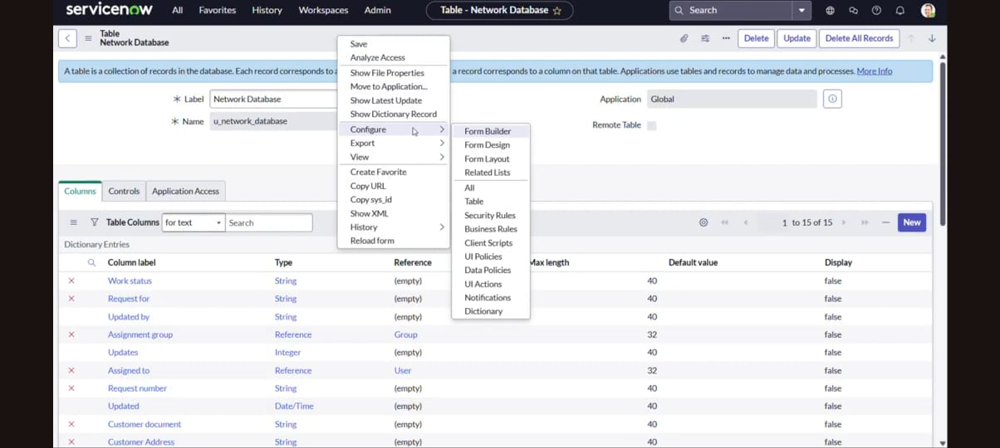 servicenow All Favorites History Workspaces Admin Table - Network Database Search
Table
Network Database
Delete Update Delete All Records
A table is a collection of records in the database. Each record corresponds to a
a record corresponds to a column on that table. Applications use tables and records to manage data and processes. More Info
Label Network Database
Name u_network_database
Application Global
Remote Table
Save
Analyze Access
Show File Properties
Move to Application...
Show Latest Update
Show Dictionary Record
Configure
Export
View
Create Favorite
Copy URL
Copy sys_id
Show XML
History
Reload form
Form Builder
Form Design
Form Layout
Related Lists
All
Table
Security Rules
Business Rules
Client Scripts
UI Policies
Data Policies
UI Actions
Notifications
Dictionary
Columns Controls Application Access
Table Columns for text Search 1 to 15 of 15 New
Dictionary Entries
Column label Type Reference Max length Default value Display
Work status String (empty) 40 false
Request for String (empty) 40 false
Updated by String (empty) 40 false
Assignment group Reference Group 32 false
Updates Integer (empty) 40 false
Assigned to Reference User 32 false
Request number String (empty) 40 false
Updated Date/Time (empty) 40 false
Customer document String (empty) 40 false
Customer Address String (empty) 40 false